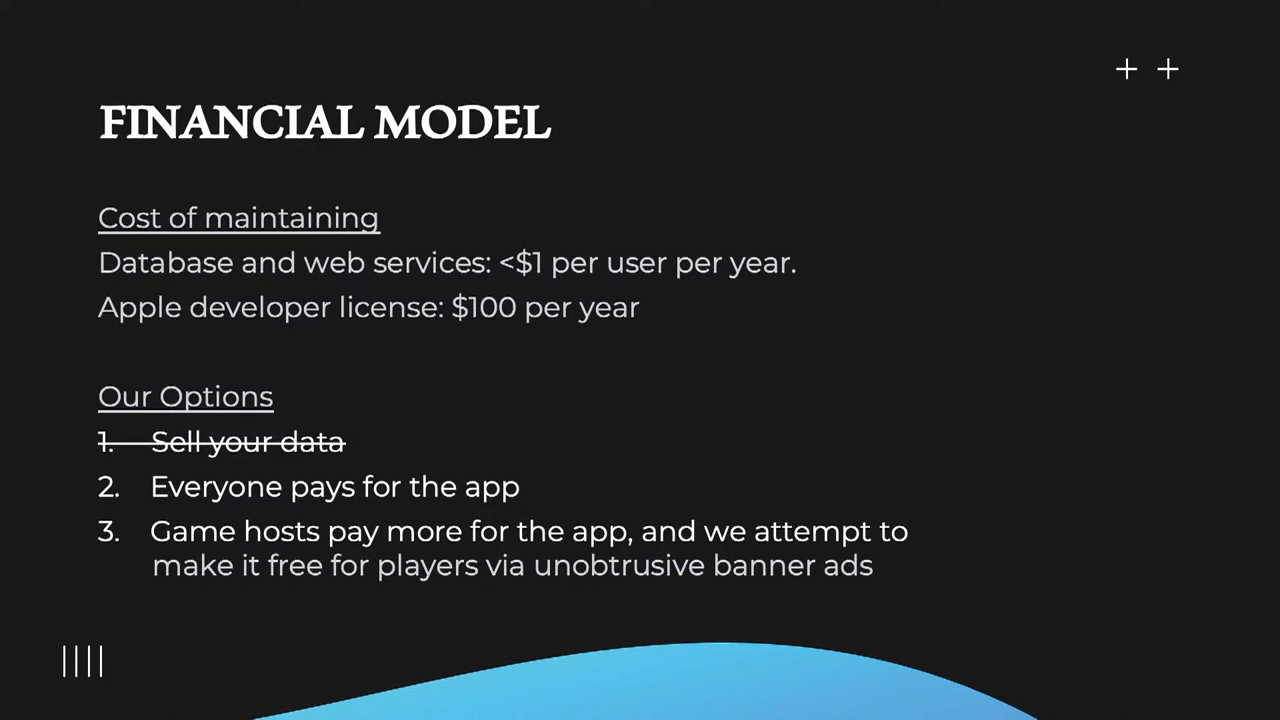 FINANCIAL MODEL
Cost of maintaining
Database and web services: <$1 per user per year.
Apple developer license: $100 per year
Our Options
1. Sell your data
2. Everyone pays for the app
3. Game hosts pay more for the app, and we attempt to
make it free for players via unobtrusive banner ads